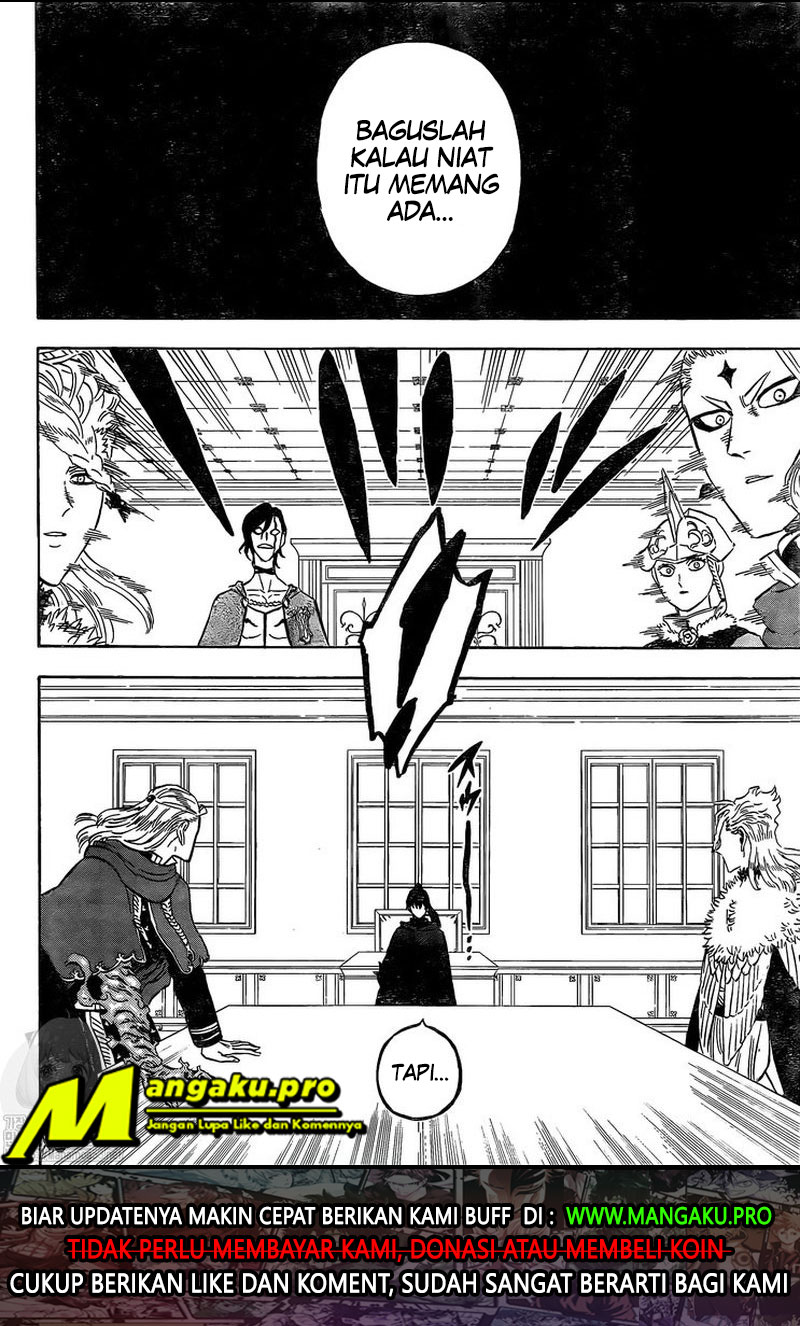 BAGUSLAH
KALAU NIAT
ITU MEMANG
ADA...
TAPI...
Mangaku.pro
Jangan Lupa Like dan Komennya
BIAR UPDATENYA MAKIN CEPAT BERIKAN KAMI BUFF DI : WWW.MANGAKU.PRO
TIDAK PERLU MEMBAYAR KAMI, DONASI ATAU MEMBELI KOIN
CUKUP BERIKAN LIKE DAN KOMENT, SUDAH SANGAT BERARTI BAGI KAMI